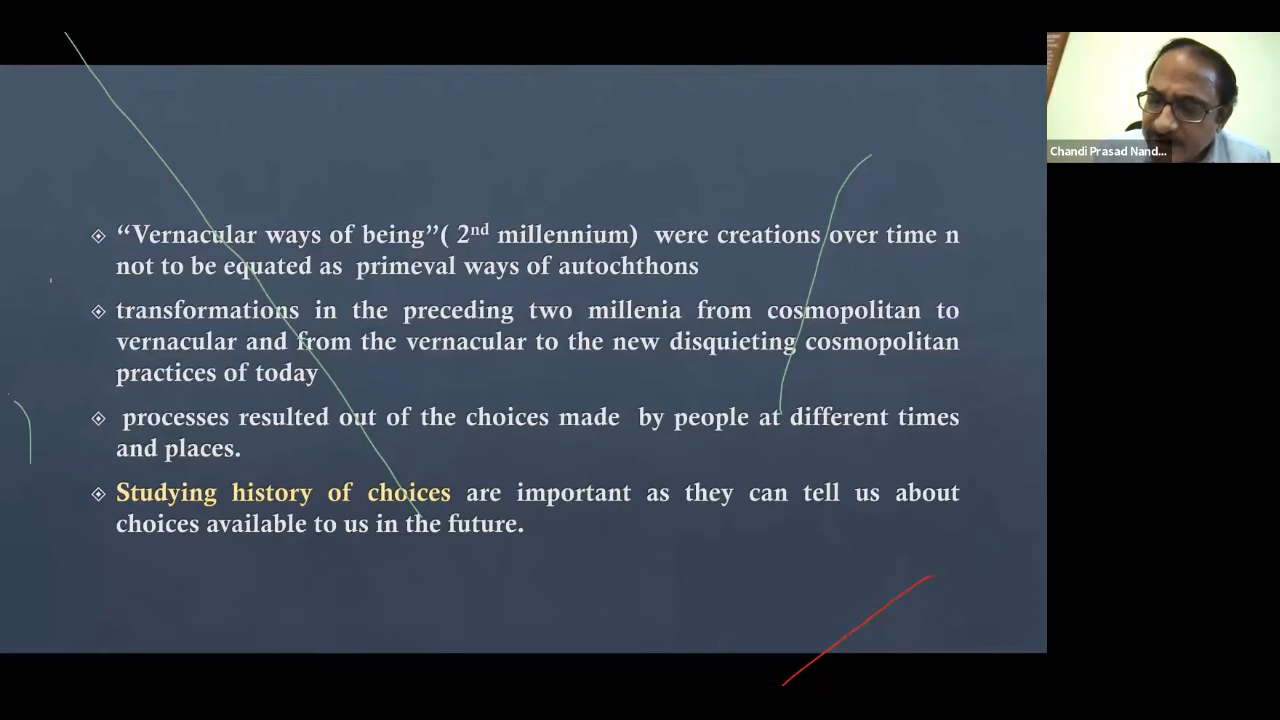 “Vernacular ways of being”( 2nd millennium) were creations over time n
not to be equated as primeval ways of autochthons
transformations in the preceding two millenia from cosmopolitan to
vernacular and from the vernacular to the new disquieting cosmopolitan
practices of today
processes resulted out of the choices made by people at different times
and places.
Studying history of choices are important as they can tell us about
choices available to us in the future.
Chandi Prasad Nand...